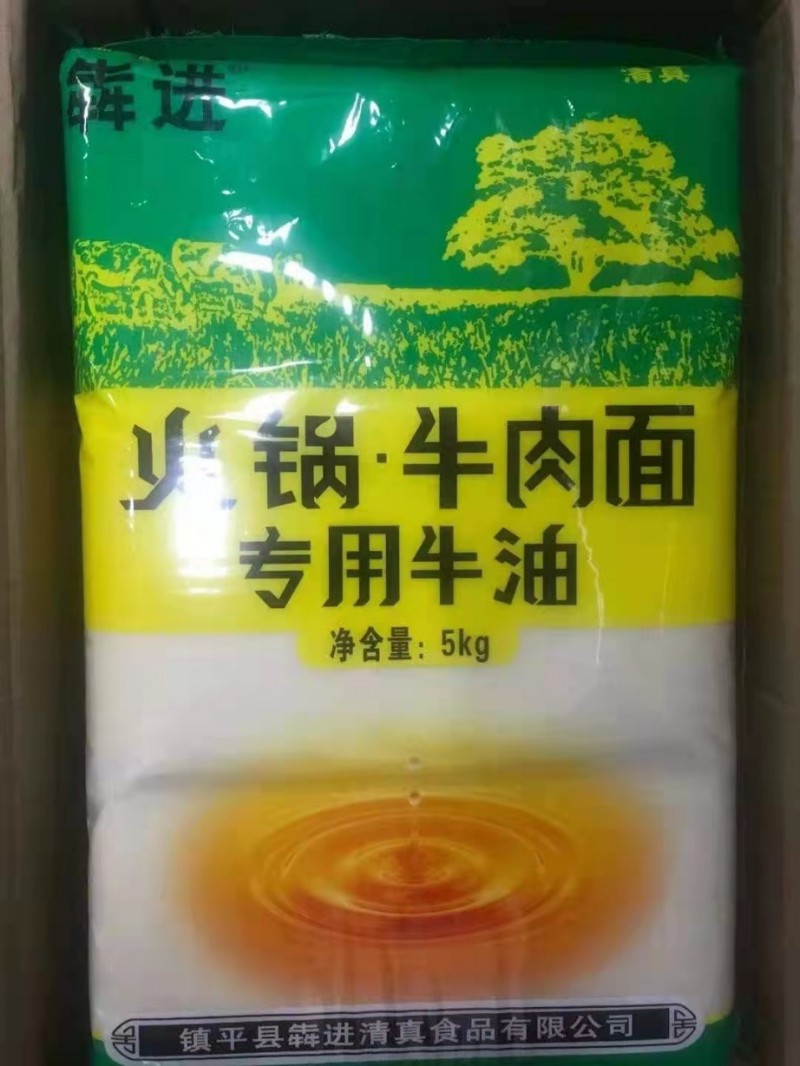 犇进
清真
火锅·牛肉面
专用牛油
净含量：5kg
镇平县犇进清真食品有限公司